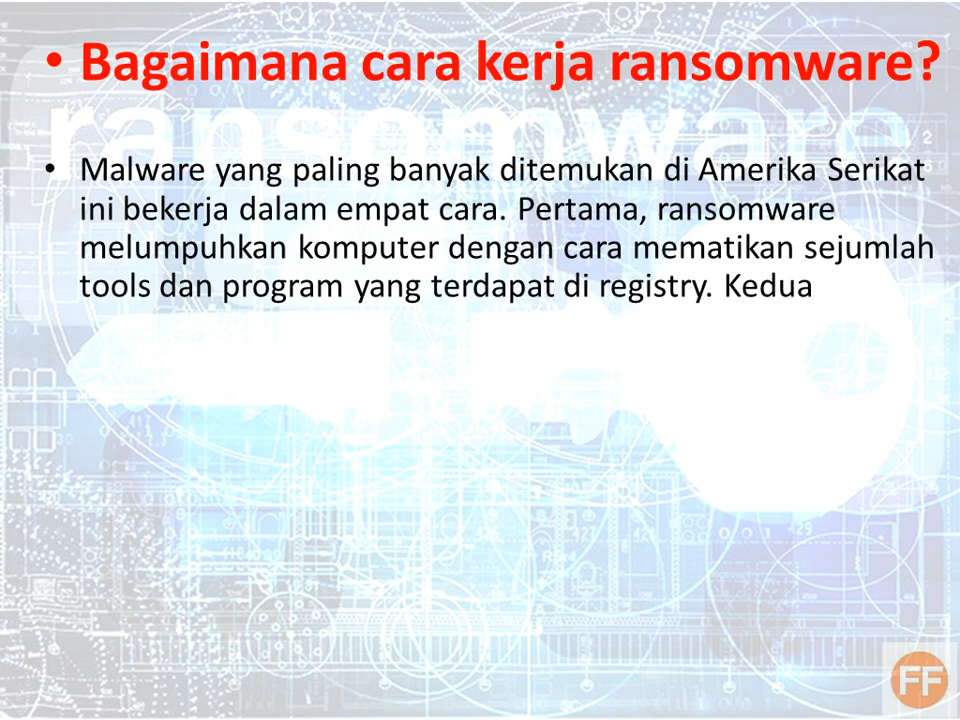 • Bagaimana cara kerja ransomware?
ransomware
• Malware yang paling banyak ditemukan di Amerika Serikat
ini bekerja dalam empat cara. Pertama, ransomware
melumpuhkan komputer dengan cara mematikan sejumlah
tools dan program yang terdapat di registry. Kedua
FF